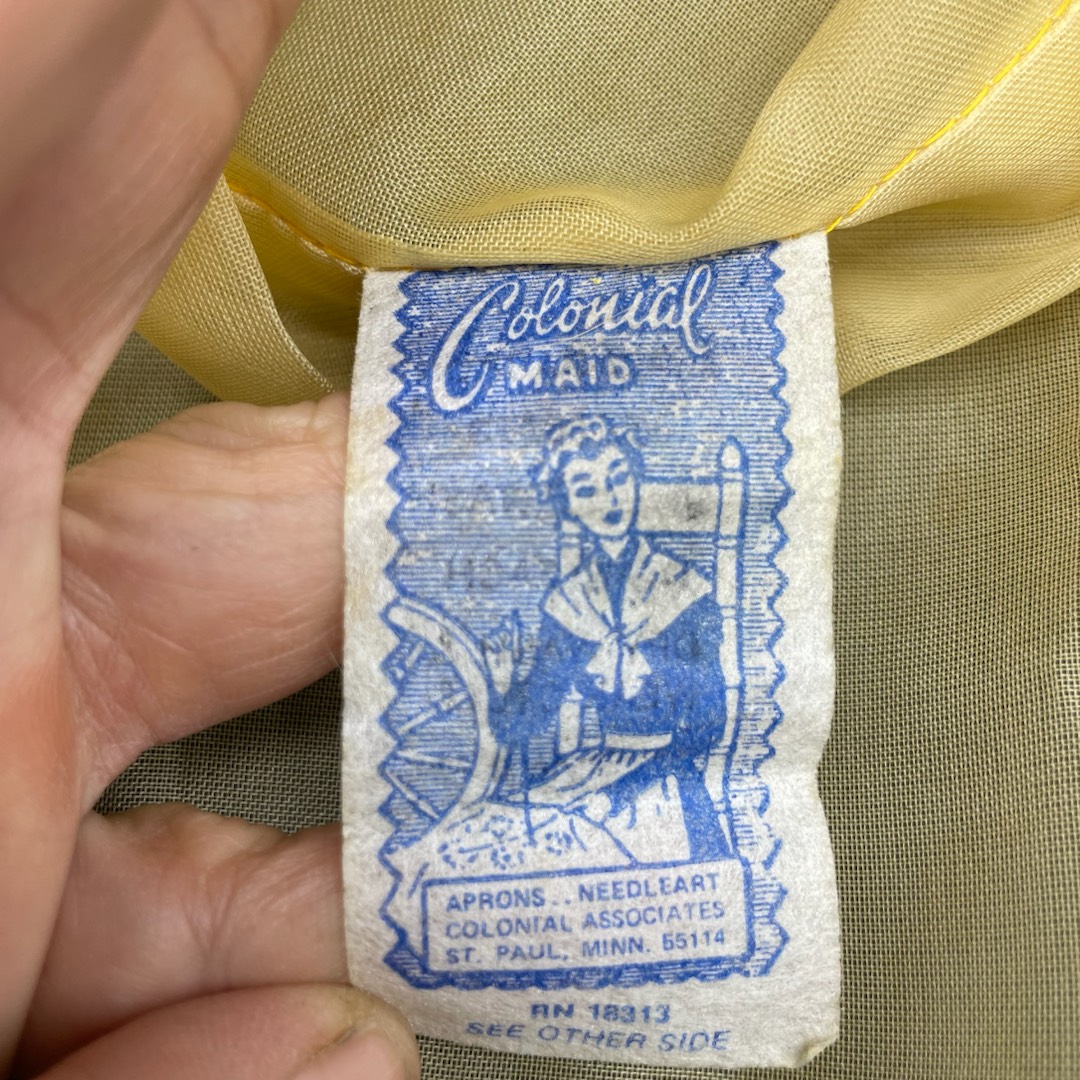 Colonial
MAID
APRONS .. NEEDLEART
COLONIAL ASSOCIATES
ST. PAUL, MINN. 55114
RN 18313
SEE OTHER SIDE